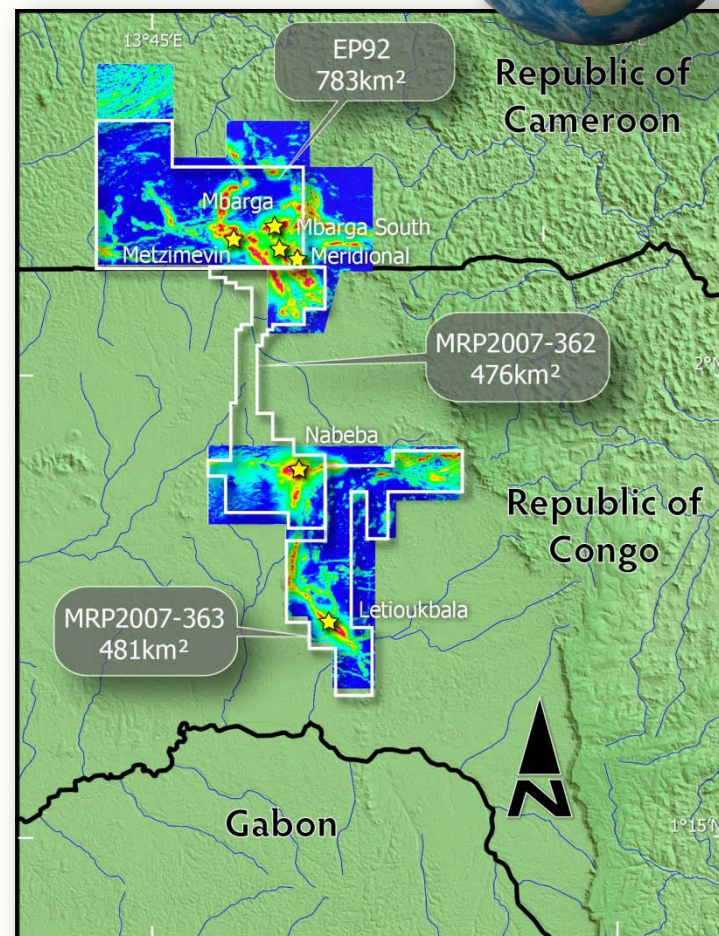 13°45'E
EP92
783km²
Republic of
Cameroon
Mbarga
Mbarga South
Metzimevin
Meridional
MRP2007-362
476km²
Nabeba
Republic of
Congo
MRP2007-363
481km²
Letioukbala
N
Gabon
1°15'N